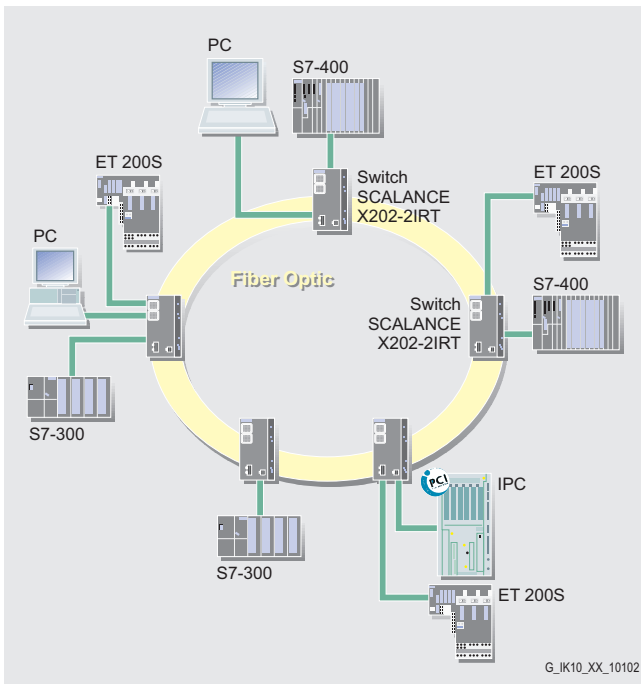 PC
S7-400
ET 200S
Switch
SCALANCE
X202-2IRT
ET 200S
PC
Fiber Optic
S7-400
Switch
SCALANCE
X202-2IRT
S7-300
PCI
IPC
S7-300
ET 200S
G_IK10_XX_10102